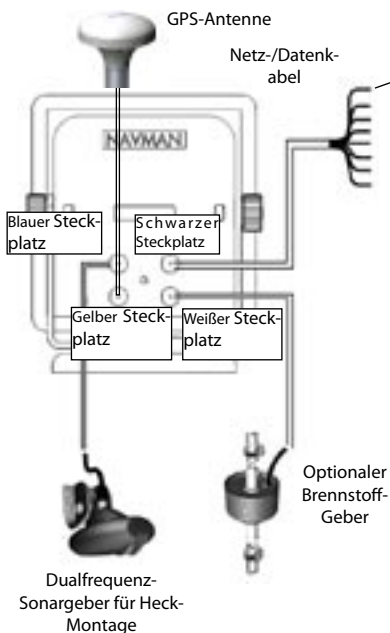 GPS-Antenne
Netz-/Datenk-
abel
NAVMAN
Blauer Steck-
platz
Schwarzer
Steckplatz
Gelber Steck-
platz
Weißer Steck-
platz
Optionaler
Brennstoff-
Geber
Dualfrequenz-
Sonargeber für Heck-
Montage